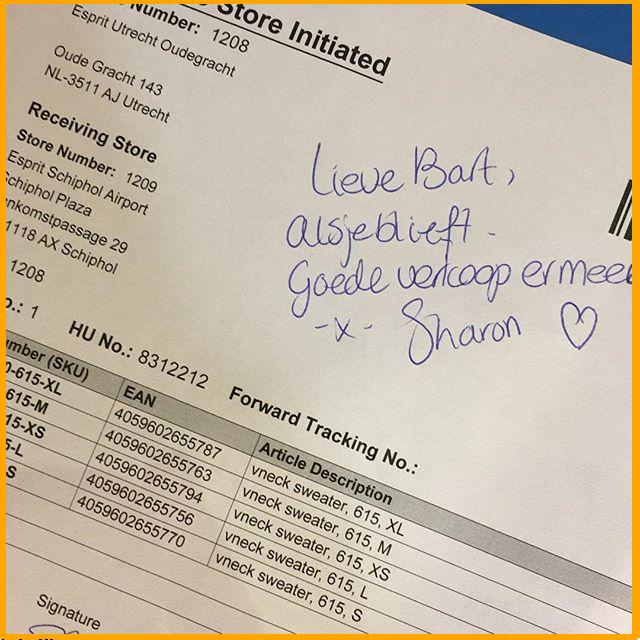 Store Initiated
Number: 1208
Esprit Utrecht Oudegracht
Oude Gracht 143
NL-3511 AJ Utrecht
Receiving Store
Store Number: 1209
Esprit Schiphol Airport
Schiphol Plaza
nkomstpassage 29
1118 AX Schiphol
1208
Lieve Bart,
alsjeblieft.
Goede verkoop ermee
-x- Sharon ♡
o.: 1
HU No.: 8312212
Forward Tracking No.:
umber (SKU) EAN Article Description
0-615-XL 4059602655787 vneck sweater, 615, XL
615-M 4059602655763 vneck sweater, 615, M
15-XS 4059602655794 vneck sweater, 615, XS
5-L 4059602655756 vneck sweater, 615, L
S 4059602655770 vneck sweater, 615, S
Signature